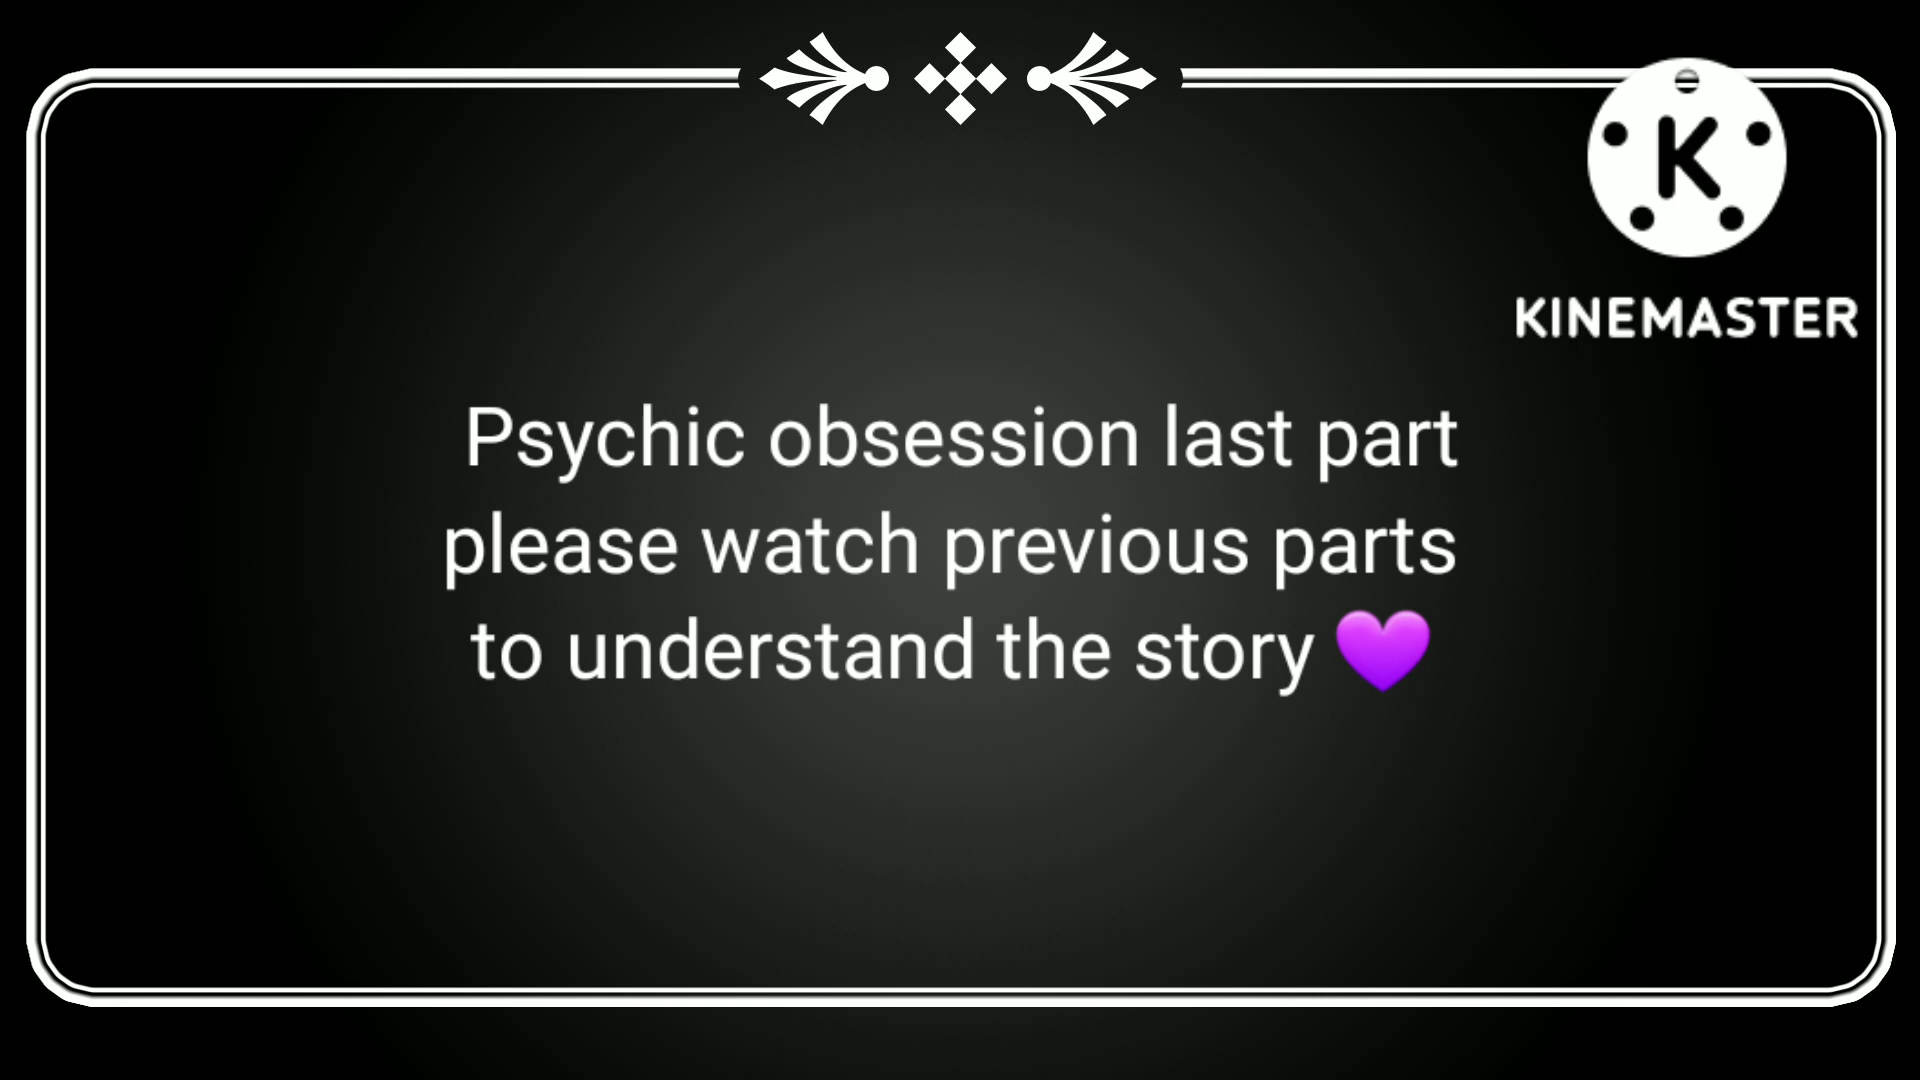 K
KINEMASTER
Psychic obsession last part
please watch previous parts
to understand the story 💜